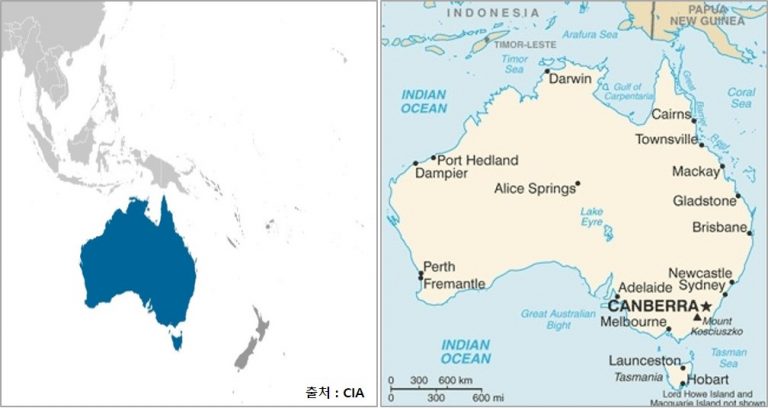 출처 : CIA
INDONESIA
PAPUA
NEW GUINEA
TIMOR-LESTE
Arafura Sea
Timor
Sea
Darwin
INDIAN
OCEAN
Gulf of
Carpentaria
Great
Barrier
Reef
Coral
Sea
Cairns
Townsville
Port Hedland
Dampier
Mackay
Alice Springs
Gladstone
Lake
Eyre
Brisbane
Perth
Fremantle
Newcastle
Sydney
Adelaide
CANBERRA
Great Australian
Bight
Melbourne
Mount
Kosciuszko
INDIAN
OCEAN
Tasman
Sea
Launceston
Tasmania
Hobart
0 300 600 km
0 300 600 mi
Lord Howe Island and
Macquarie Island not shown